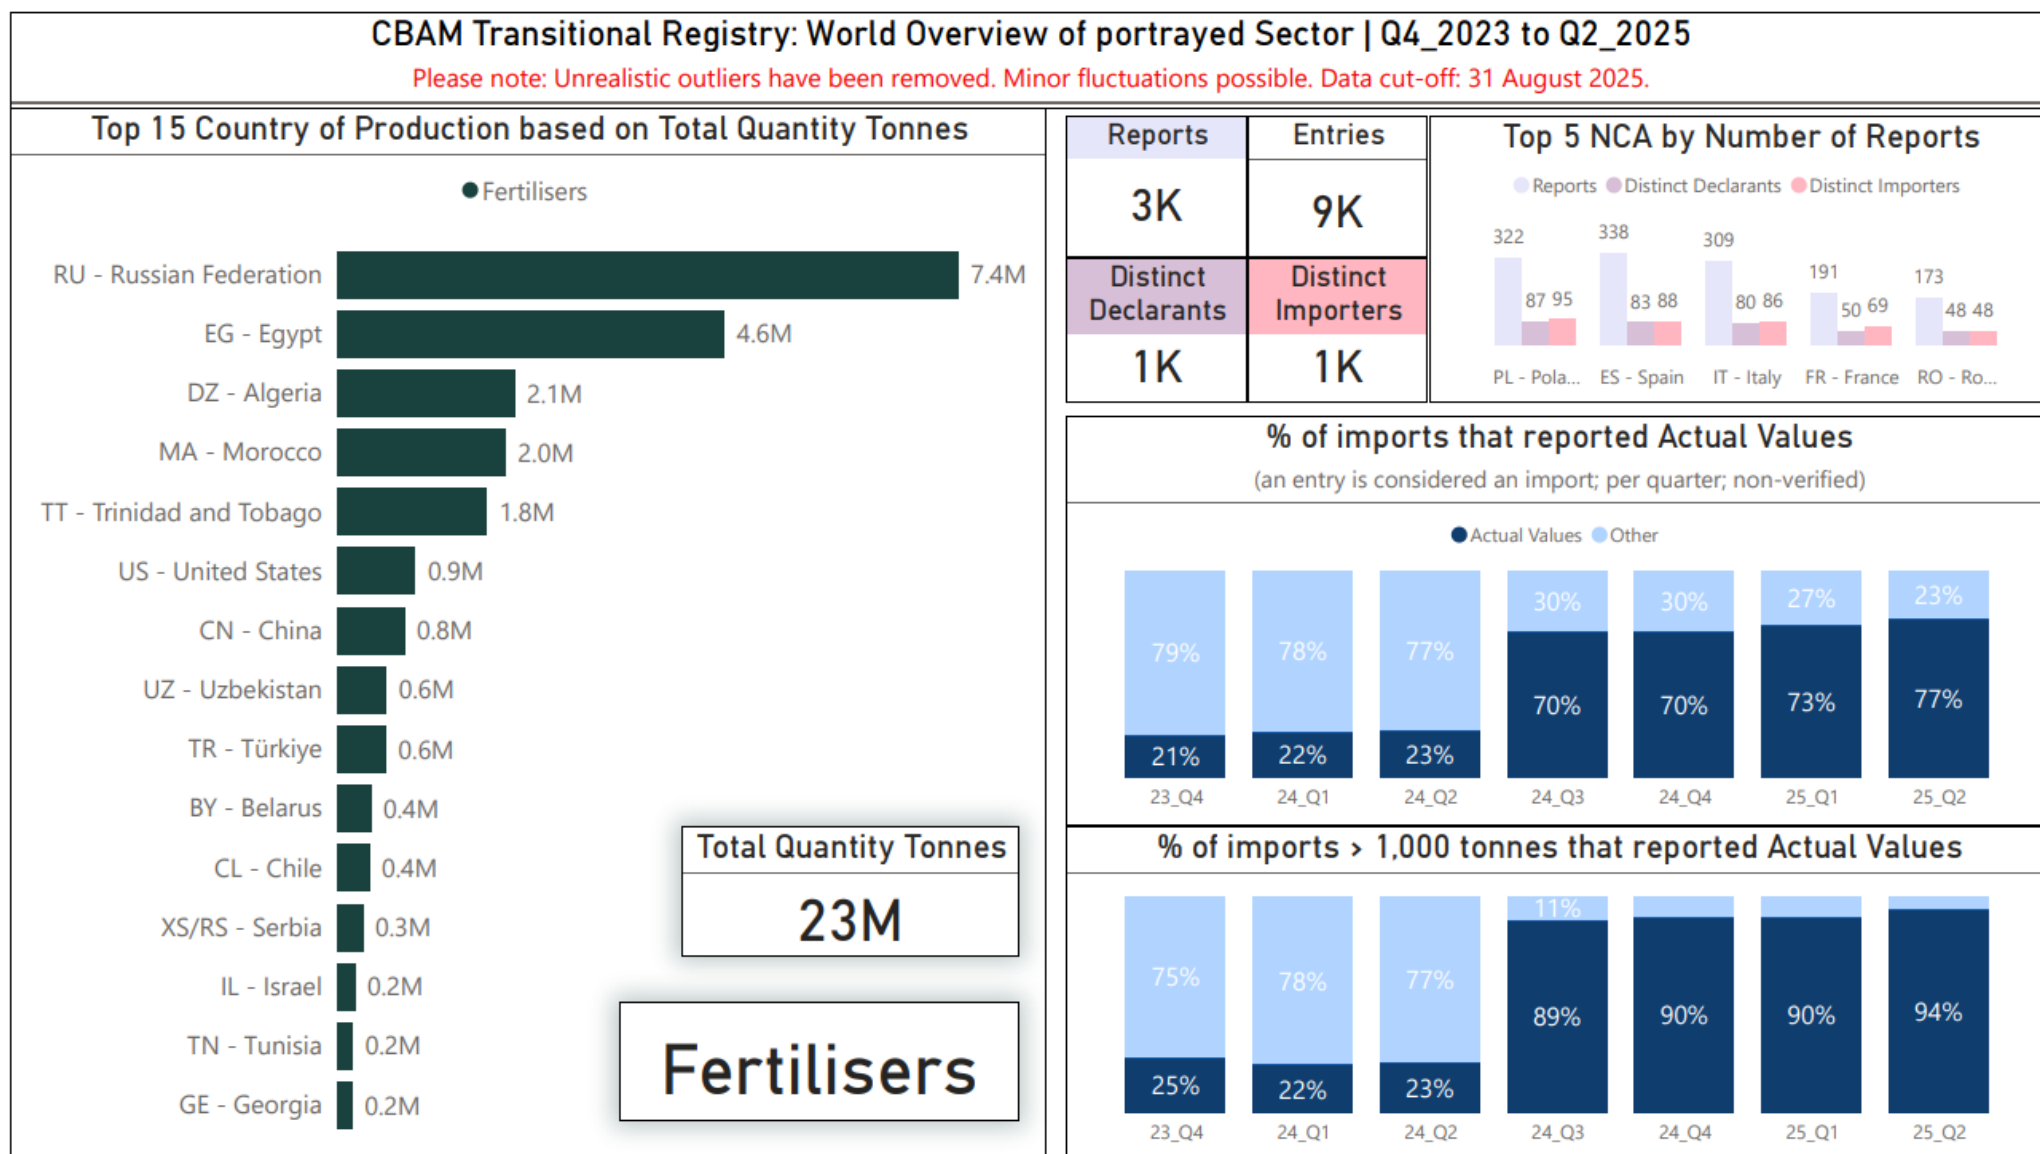 CBAM Transitional Registry: World Overview of portrayed Sector | Q4_2023 to Q2_2025
Please note: Unrealistic outliers have been removed. Minor fluctuations possible. Data cut-off: 31 August 2025.
Top 15 Country of Production based on Total Quantity Tonnes
Fertilisers
RU - Russian Federation 7.4M
EG - Egypt 4.6M
DZ - Algeria 2.1M
MA - Morocco 2.0M
TT - Trinidad and Tobago 1.8M
US - United States 0.9M
CN - China 0.8M
UZ - Uzbekistan 0.6M
TR - Türkiye 0.6M
BY - Belarus 0.4M
CL - Chile 0.4M
XS/RS - Serbia 0.3M
IL - Israel 0.2M
TN - Tunisia 0.2M
GE - Georgia 0.2M
Total Quantity Tonnes
23M
Fertilisers
Reports
3K
Entries
9K
Distinct
Declarants
1K
Distinct
Importers
1K
Top 5 NCA by Number of Reports
Reports Distinct Declarants Distinct Importers
322 87 95
338 83 88
309 80 86
191 50 69
173 48 48
PL - Pola... ES - Spain IT - Italy FR - France RO - Ro...
% of imports that reported Actual Values
(an entry is considered an import; per quarter; non-verified)
Actual Values Other
79% 78% 77% 30% 30% 27% 23%
21% 22% 23% 70% 70% 73% 77%
23_Q4 24_Q1 24_Q2 24_Q3 24_Q4 25_Q1 25_Q2
% of imports > 1,000 tonnes that reported Actual Values
75% 78% 77% 11%
25% 22% 23% 89% 90% 90% 94%
23_Q4 24_Q1 24_Q2 24_Q3 24_Q4 25_Q1 25_Q2